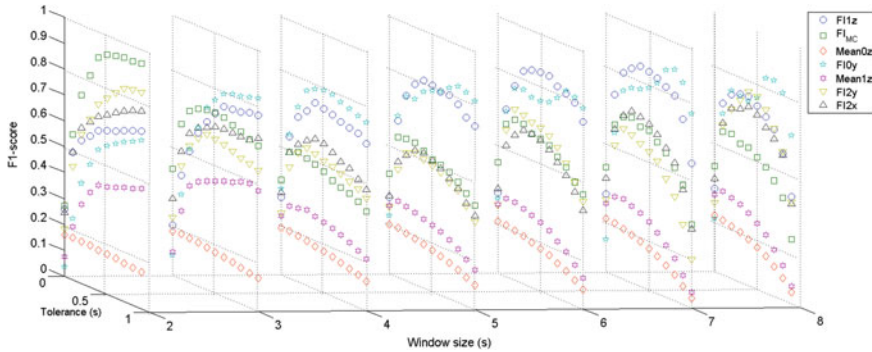 1
0.9
0.8
0.7
0.6
0.5
0.4
0.3
0.2
0.1
0
F1-score
0
0.5
1
Tolerance (s)
2
3
4
5
6
7
8
Window size (s)
FI1z
FI_MC
Mean0z
FI0y
Mean1z
FI2y
FI2x